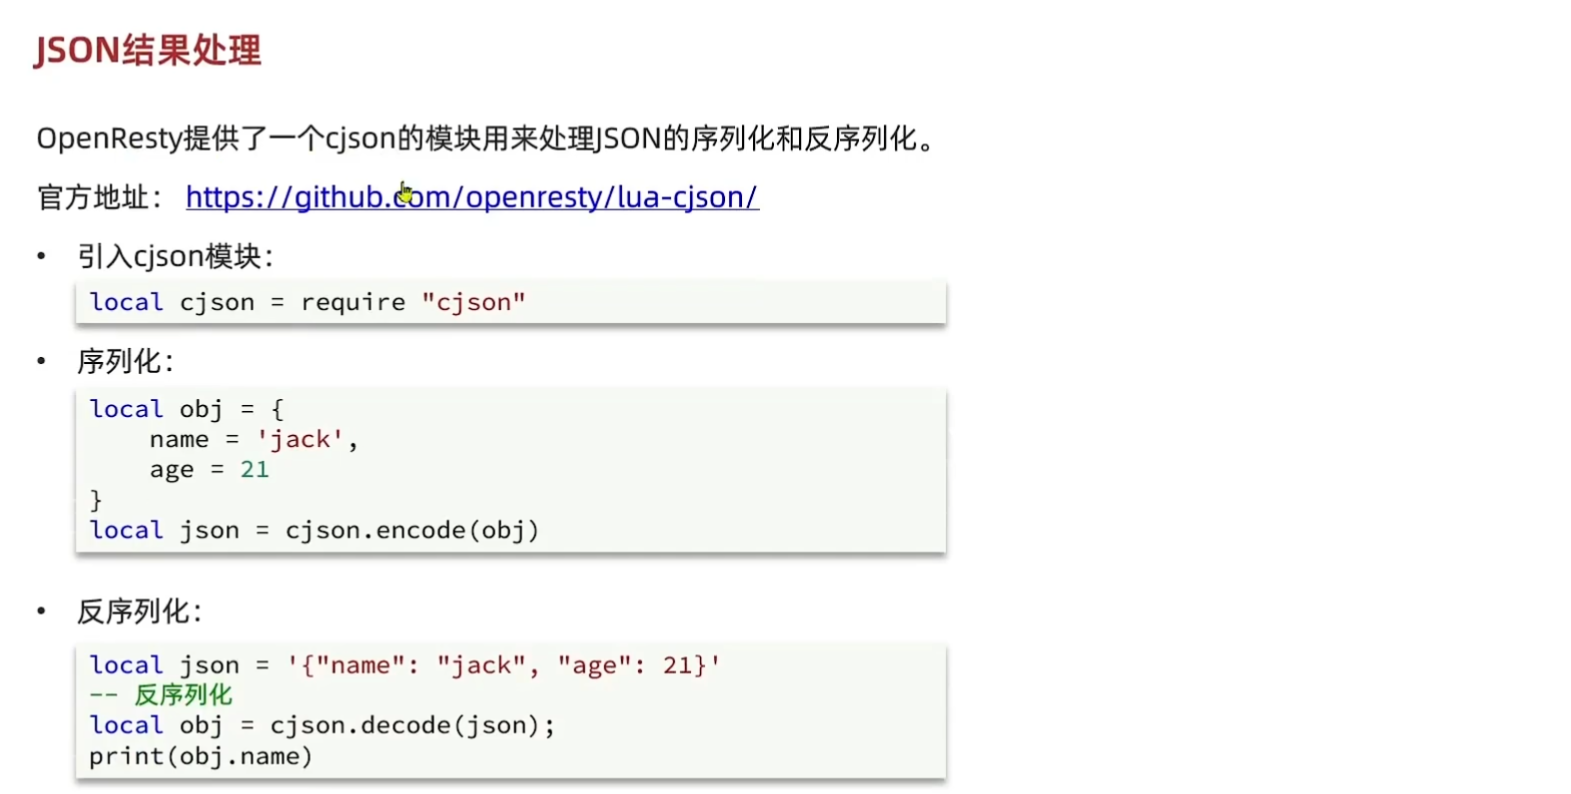 JSON结果处理
OpenResty提供了一个cjson的模块用来处理JSON的序列化和反序列化。
官方地址： https://github.com/openresty/lua-cjson/
• 引入cjson模块：
local cjson = require "cjson"
• 序列化：
local obj = {
    name = 'jack',
    age = 21
}
local json = cjson.encode(obj)
• 反序列化：
local json = '{"name": "jack", "age": 21}'
-- 反序列化
local obj = cjson.decode(json);
print(obj.name)